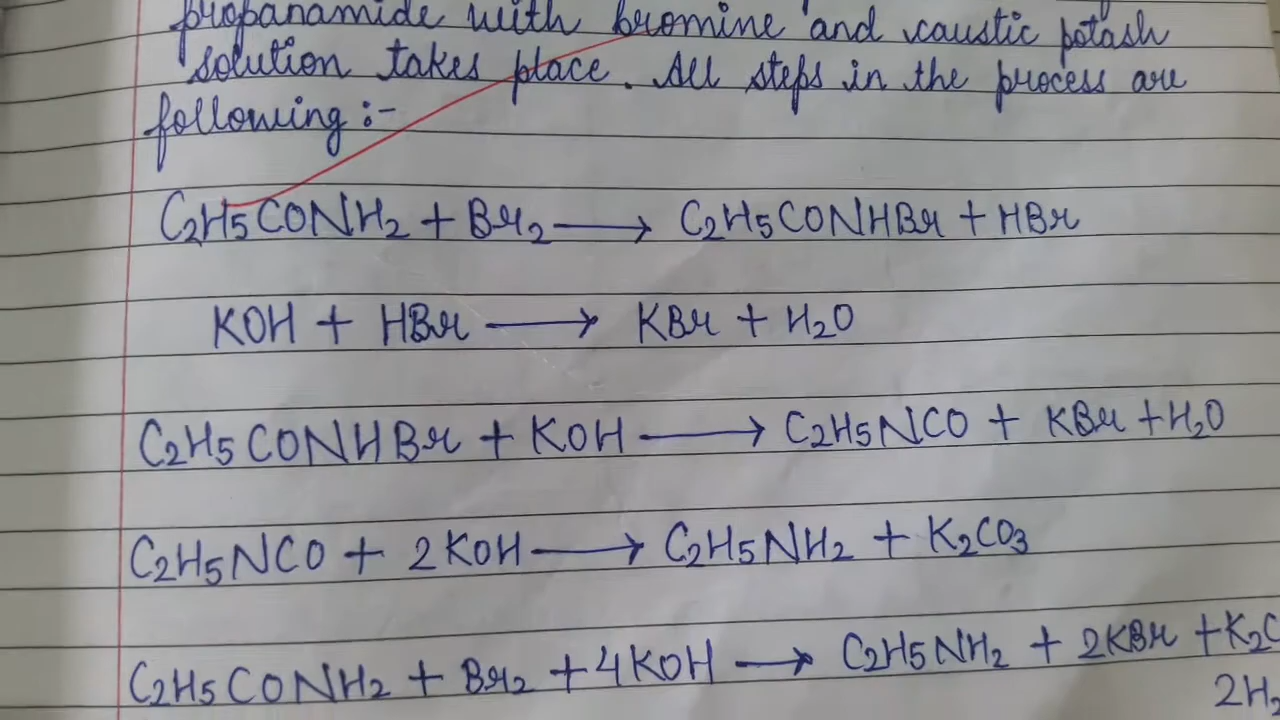 propanamide with bromine and caustic potash
solution takes place. All steps in the process are
following :-
C2H5CONH2 + Br2 ⟶ C2H5CONHBr + HBr
KOH + HBr ⟶ KBr + H2O
C2H5CONHBr + KOH ⟶ C2H5NCO + KBr + H2O
C2H5NCO + 2KOH ⟶ C2H5NH2 + K2CO3
C2H5CONH2 + Br2 + 4KOH ⟶ C2H5NH2 + 2KBr + K2C
2H2